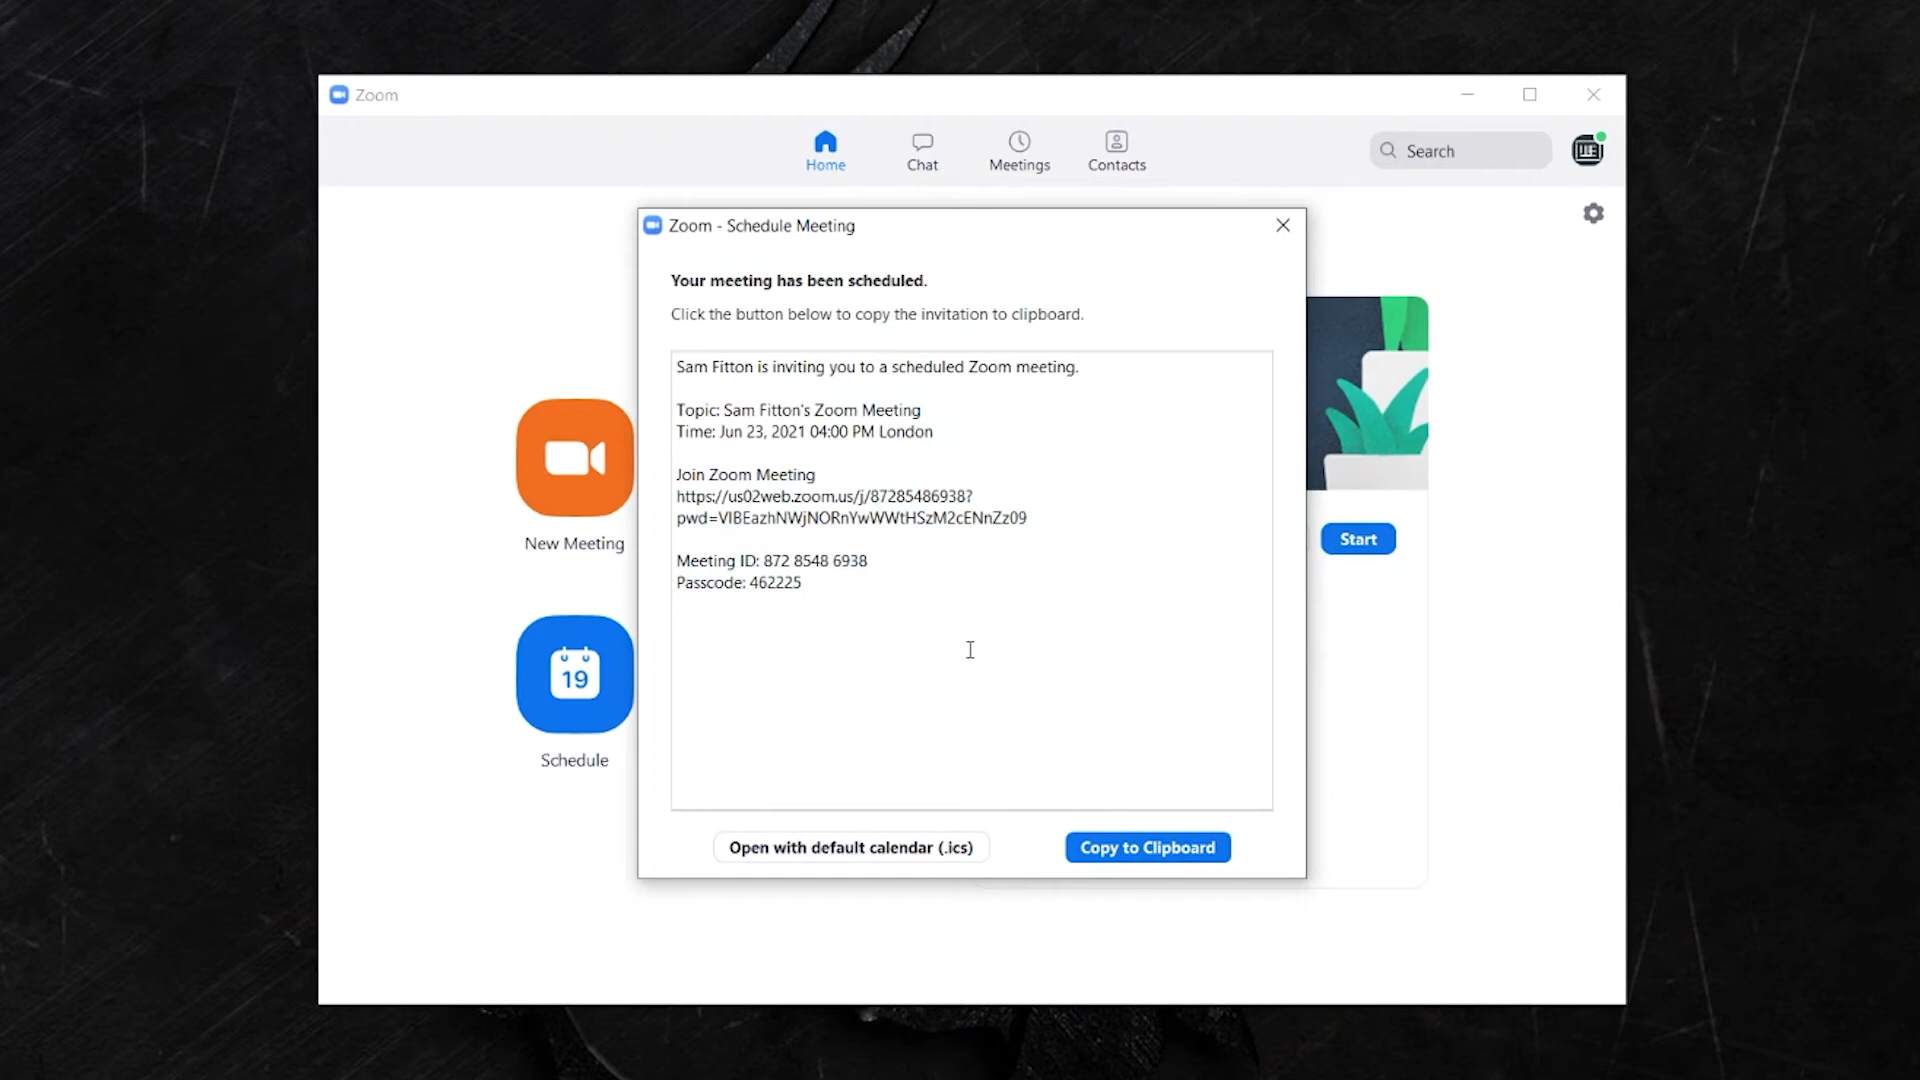 Zoom
Home
Chat
Meetings
Contacts
Search
Zoom - Schedule Meeting
Your meeting has been scheduled.
Click the button below to copy the invitation to clipboard.
Sam Fitton is inviting you to a scheduled Zoom meeting.
Topic: Sam Fitton's Zoom Meeting
Time: Jun 23, 2021 04:00 PM London
Join Zoom Meeting
https://us02web.zoom.us/j/87285486938?
pwd=VlBEazhNWjNORnYwWWtHSzM2cENnZz09
Meeting ID: 872 8548 6938
Passcode: 462225
New Meeting
Start
19
Schedule
Open with default calendar (.ics)
Copy to Clipboard